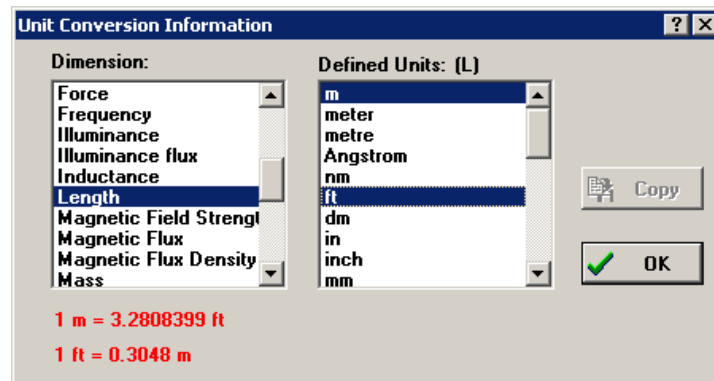 Unit Conversion Information
? X
Dimension:
Force
Frequency
Illuminance
Illuminance flux
Inductance
Length
Magnetic Field Strengt
Magnetic Flux
Magnetic Flux Density
Mass
Defined Units: (L)
m
meter
metre
Angstrom
nm
ft
dm
in
inch
mm
Copy
OK
1 m = 3.2808399 ft
1 ft = 0.3048 m